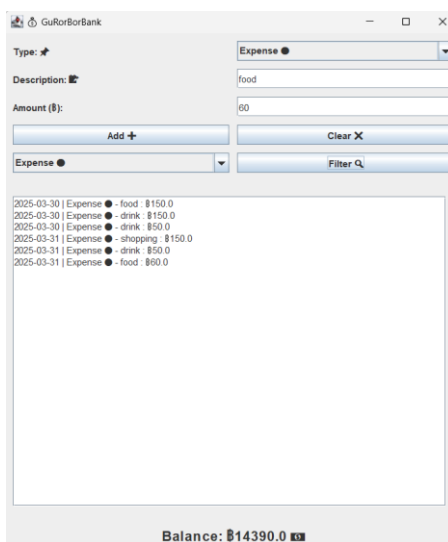 GuRorBorBank
Type: 📌 Expense ●
Description: food
Amount (฿): 60
Add ➕ Clear ✕
Expense ● Filter 🔍
2025-03-30 | Expense ● - food : ฿150.0
2025-03-30 | Expense ● - drink : ฿150.0
2025-03-30 | Expense ● - drink : ฿50.0
2025-03-31 | Expense ● - shopping : ฿150.0
2025-03-31 | Expense ● - drink : ฿50.0
2025-03-31 | Expense ● - food : ฿60.0
Balance: ฿14390.0